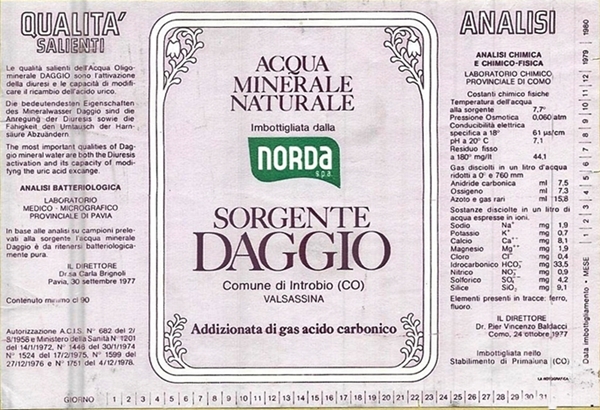 QUALITA'
SALIENTI
Le qualità salienti dell'Acqua Oligo-
minerale DAGGIO sono l'attivazione
della diuresi e le capacità di modifi-
care il ricambio dell'acido urico.
Die bedeutendesten Eigenschaften
des Mineralwasser Daggio sind die
Anregung der Diuresis sowie die
Fähigkeit den Umtausch der Harn-
säure Abzuändern
The most important qualities of Dag-
gio mineral water are both the Diuresis
activation and its capacity of modi-
fyng the uric acid exchange.
ANALISI BATTERIOLOGICA
LABORATORIO
MEDICO - MICROGRAFICO
PROVINCIALE DI PAVIA
In base alle analisi su campioni prele-
vati alla sorgente l'acqua minerale
Daggio è da ritenersi batteriologica-
mente pura.
IL DIRETTORE
Dr.sa Carla Brignoli
Pavia, 30 settembre 1977
Contenuto minimo cl 90
Autorizzazione A.C.I.S. N° 682 del 2/
8/1958 e Ministero della Sanità N° 1201
del 14/1/1972, N° 1446 del 30/1/1974
N° 1524 del 17/2/1975, N° 1599 del
27/12/1976 e N° 1751 del 4/12/1978.
ACQUA
MINERALE
NATURALE
Imbottigliata dalla
NORDA
s.p.a.
SORGENTE
DAGGIO
Comune di Introbio (CO)
VALSASSINA
Addizionata di gas acido carbonico
ANALISI
ANALISI CHIMICA
E CHIMICO-FISICA
LABORATORIO CHIMICO
PROVINCIALE DI COMO
Costanti chimico fisiche
Temperatura dell'acqua
alla sorgente 7,7°
Pressione Osmotica 0,060 atm
Conducibilità elettrica
specifica a 18° 61 µs/cm
pH a 20° C 7,1
Residuo fisso
a 180° mg/lt 44,1
Gas disciolti in un litro d'acqua
ridotti a 0° e 760 mm
Anidride carbonica ml 7,5
Ossigeno ml 7,3
Azoto e gas rari ml 15,8
Sostanze disciolte in un litro di
acqua espresse in ioni.
Sodio Na⁺ mg 1,9
Potassio K⁺ mg 0,7
Calcio Ca⁺⁺ mg 8,1
Magnesio Mg⁺⁺ mg 1,9
Cloro Cl⁻ mg 0,4
Idrocarbonico HCO₃⁻ mg 33,5
Nitrico NO₃⁻ mg 0,9
Solforico SO₄⁻ mg 4,2
Silice SiO₂⁻ mg 9,1
Elementi presenti in tracce: ferro,
fluoro.
IL DIRETTORE
Dr. Pier Vincenzo Baldacci
Como, 24 ottobre 1977
Imbottigliata nello
Stabilimento di Primaluna (CO)
LA REPROGRAFICA
Data imbottigliamento • MESE 1 2 3 4 5 6 7 8 9 10 11 12 1979 1980
GIORNO 1 2 3 4 5 6 7 8 9 10 11 12 13 14 15 16 17 18 19 20 21 22 23 24 25 26 27 28 29 30 31